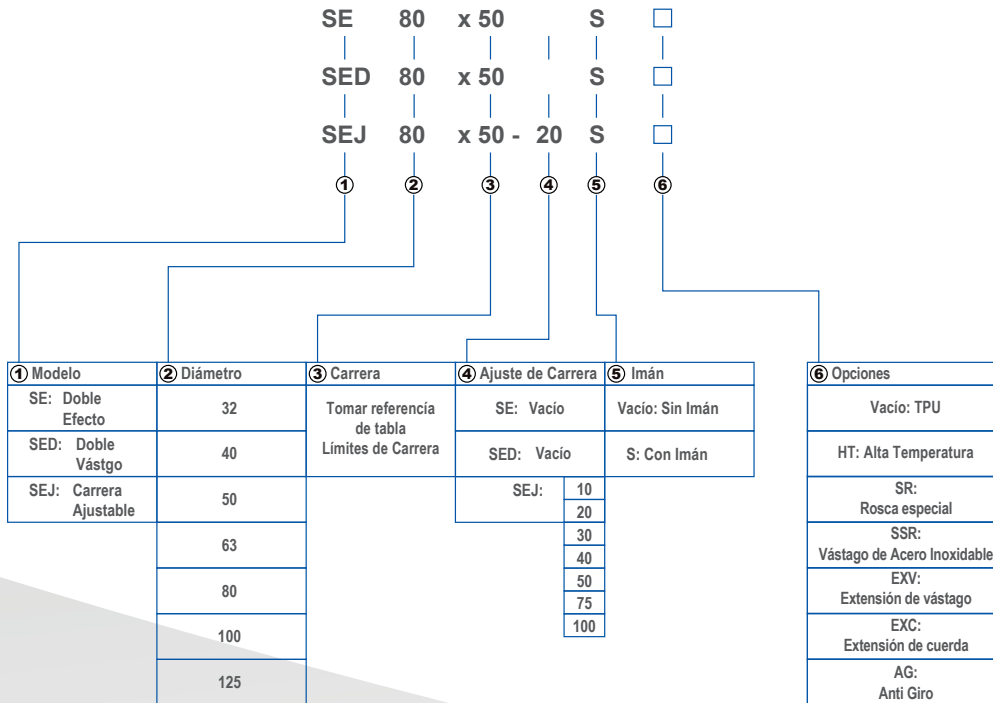 SE 80 x 50 S □
SED 80 x 50 S □
SEJ 80 x 50 - 20 S □
① ② ③ ④ ⑤ ⑥
① Modelo
SE: Doble
Efecto
SED: Doble
Vástgo
SEJ: Carrera
Ajustable
② Diámetro
32
40
50
63
80
100
125
③ Carrera
Tomar referencía
de tabla
Límites de Carrera
④ Ajuste de Carrera
SE: Vacío
SED: Vacío
SEJ: 10
20
30
40
50
75
100
⑤ Imán
Vacío: Sin Imán
S: Con Imán
⑥ Opciones
Vacío: TPU
HT: Alta Temperatura
SR:
Rosca especial
SSR:
Vástago de Acero Inoxidable
EXV:
Extensión de vástago
EXC:
Extensión de cuerda
AG:
Anti Giro